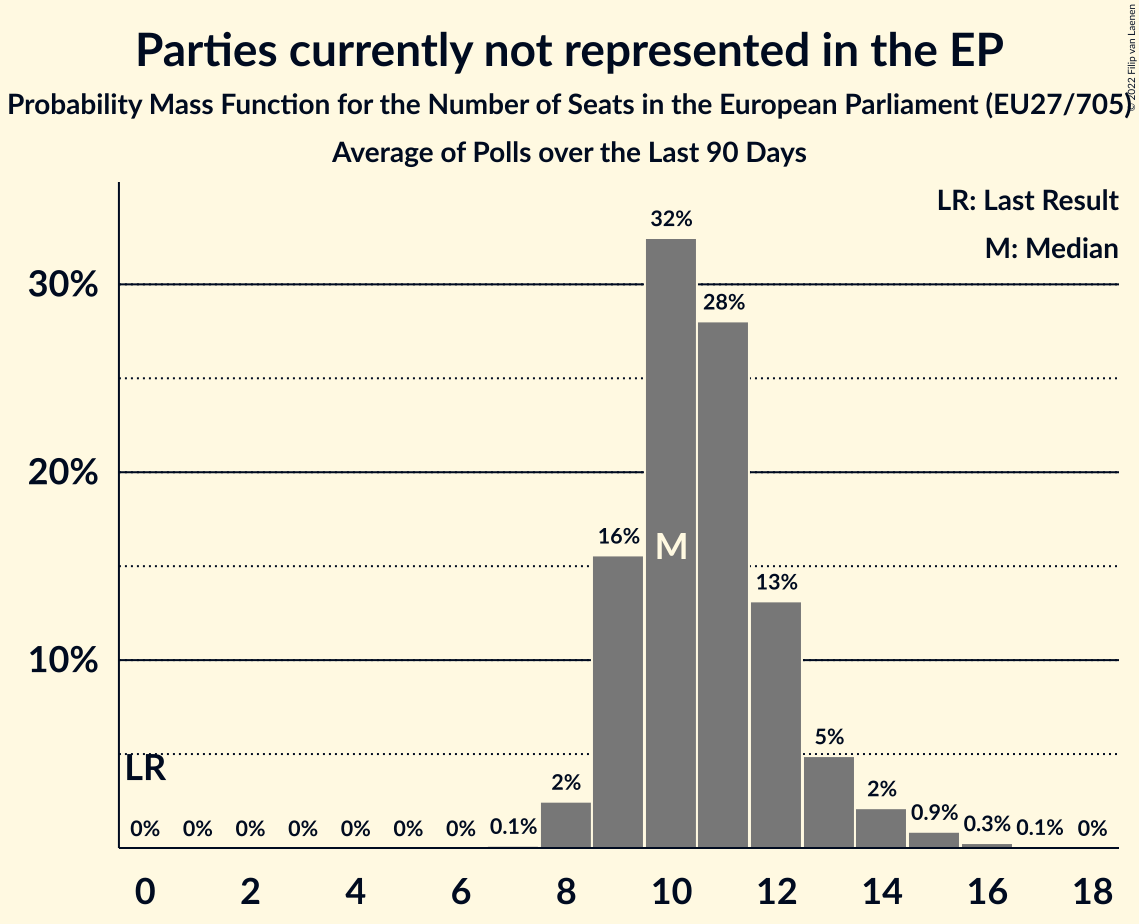 Parties currently not represented in the EP
Probability Mass Function for the Number of Seats in the European Parliament (EU27/705)
Average of Polls over the Last 90 Days
© 2022 Filip van Laenen
LR: Last Result
M: Median
30%
20%
10%
0% 0% 0% 0% 0% 0% 0% 0.1% 2% 16% 32% 28% 13% 5% 2% 0.9% 0.3% 0.1% 0%
LR
M
0 2 4 6 8 10 12 14 16 18